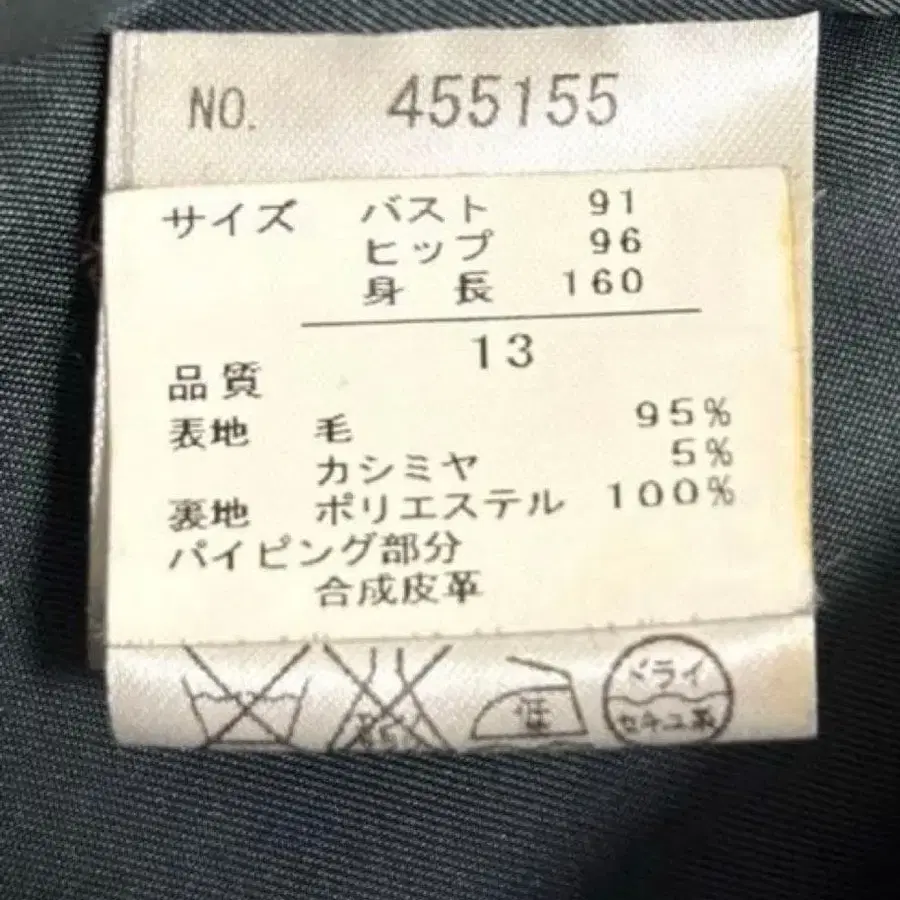 NO. 455155
サイズ バスト 91
ヒップ 96
身 長 160
13
品質
表地 毛 95%
カシミヤ 5%
裏地 ポリエステル 100%
パイピング部分
合成皮革
低
ドライ
セキユ系